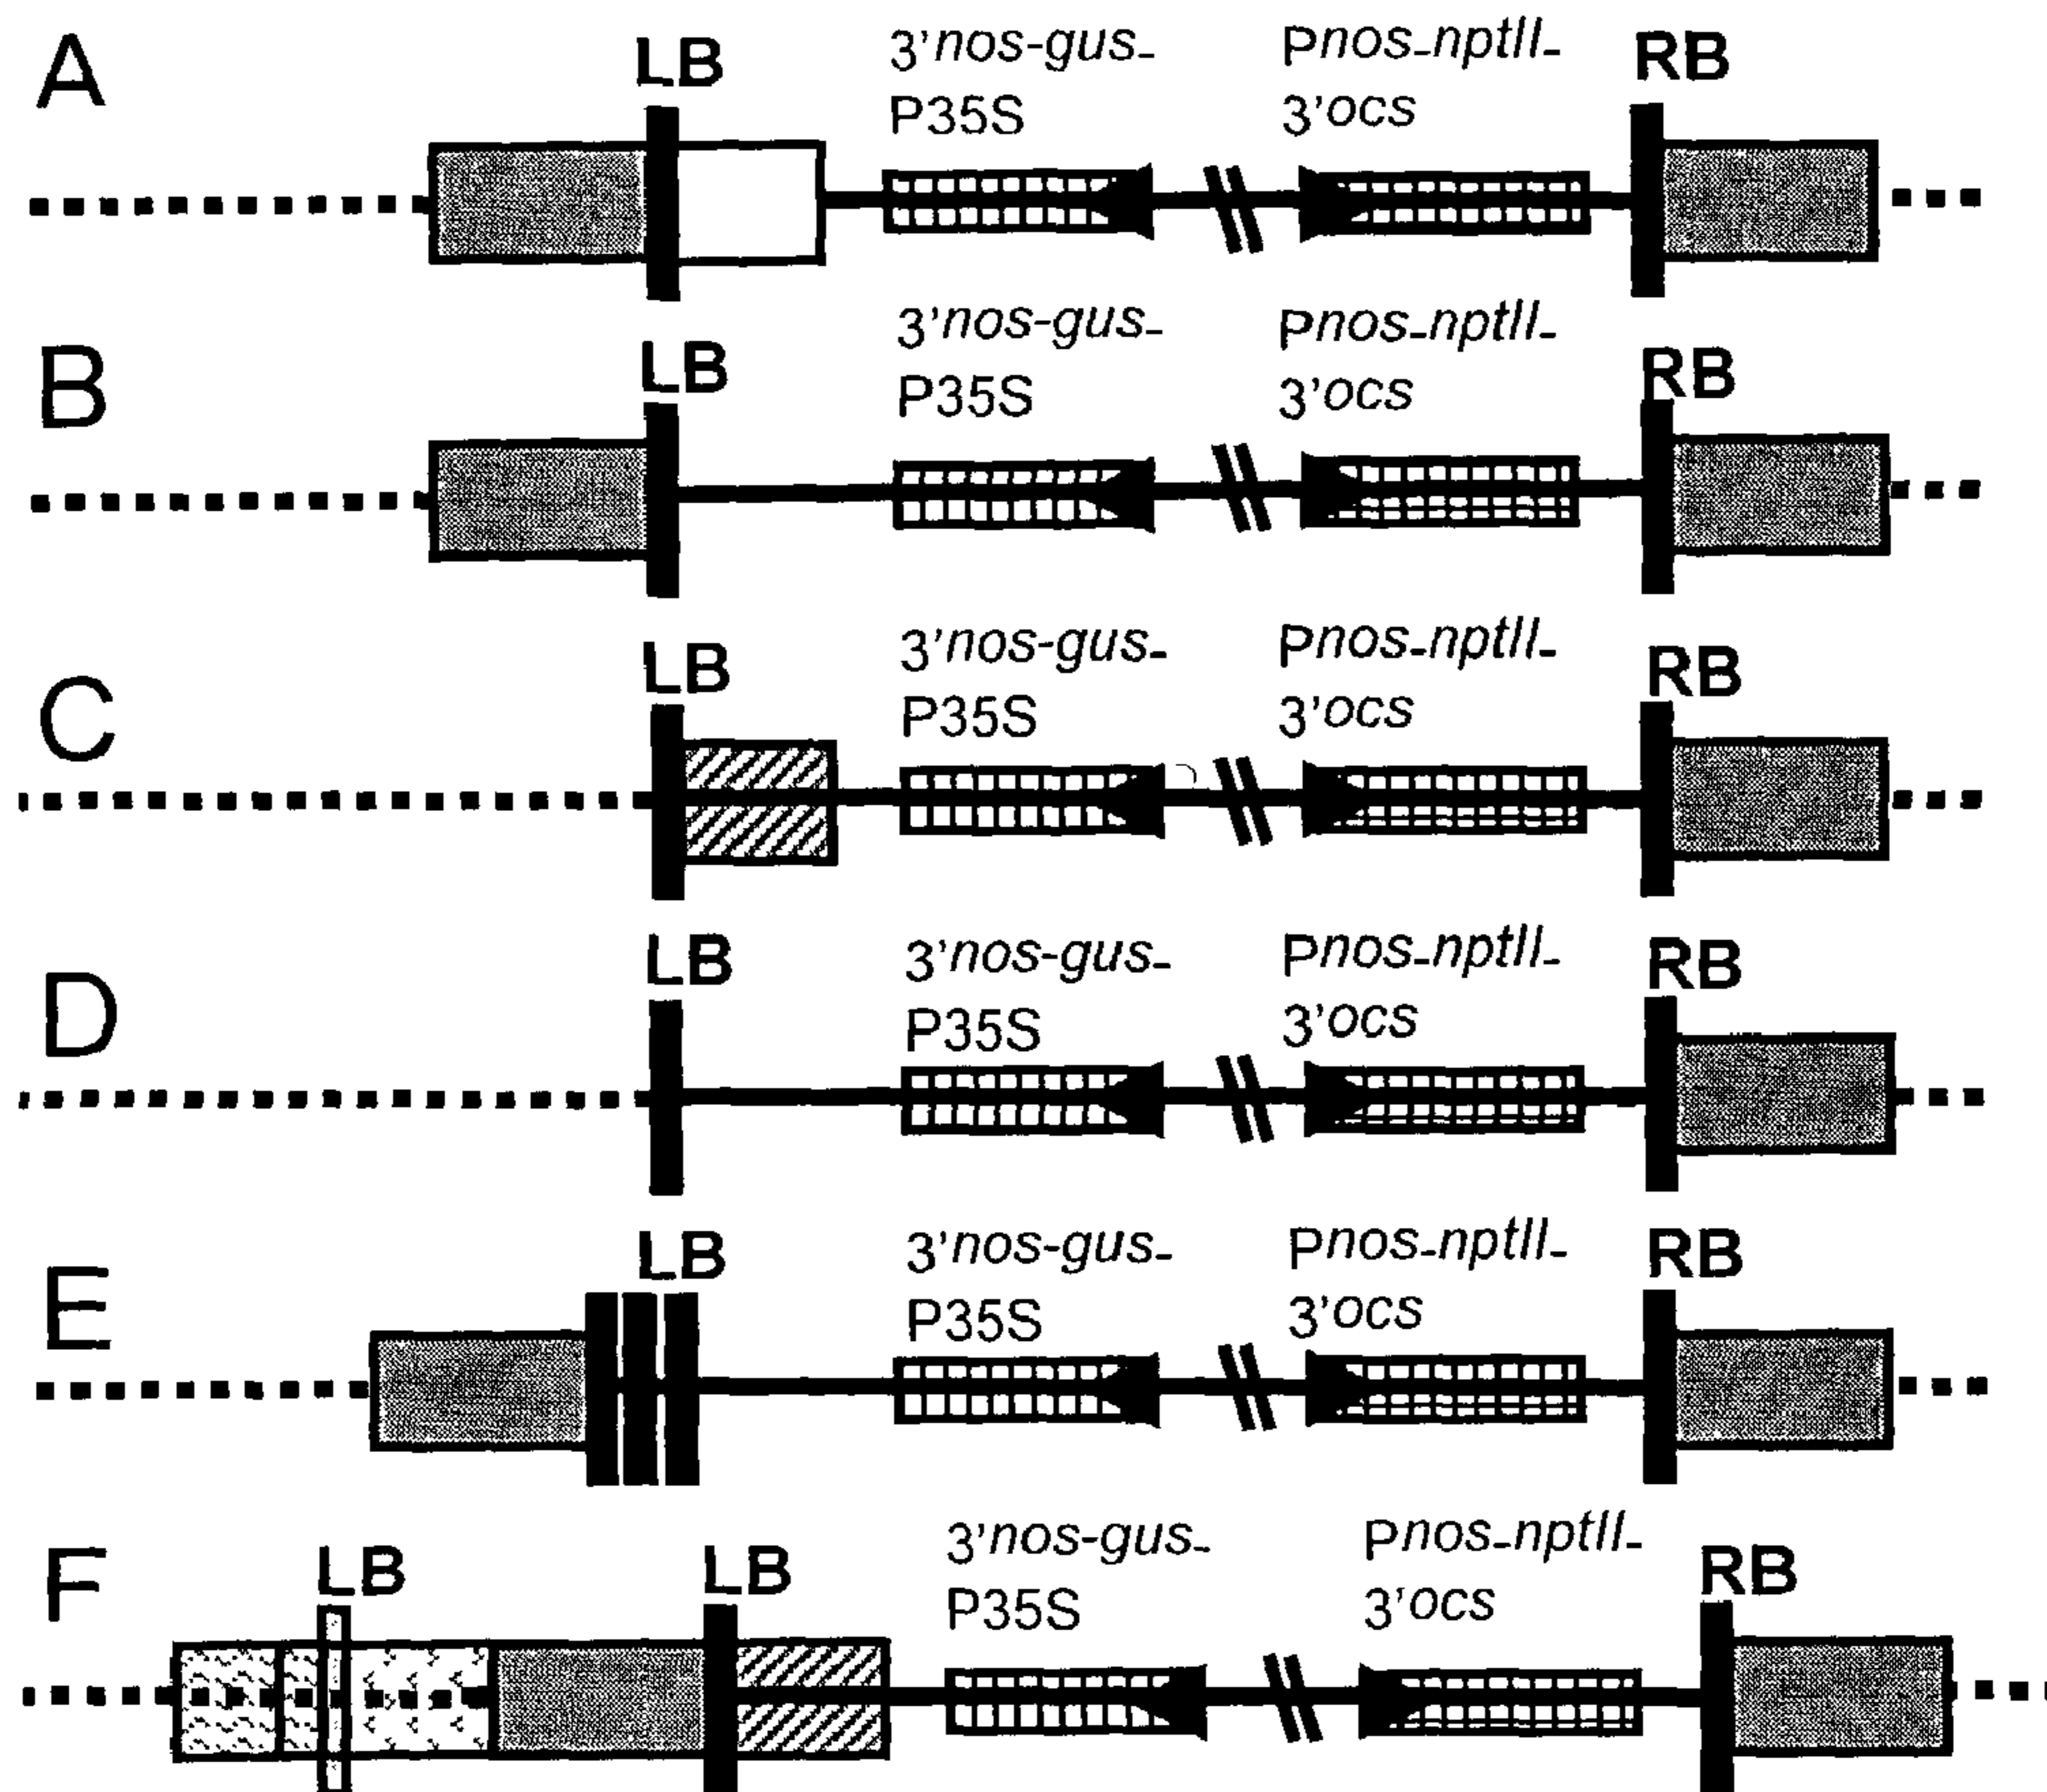 A
LB
3'nos-gus-
P35S
Pnos-nptII-
3'ocs
RB
B
LB
3'nos-gus-
P35S
Pnos-nptII-
3'ocs
RB
C
LB
3'nos-gus-
P35S
Pnos-nptII-
3'ocs
RB
D
LB
3'nos-gus-
P35S
Pnos-nptII-
3'ocs
RB
E
LB
3'nos-gus-
P35S
Pnos-nptII-
3'ocs
RB
F
LB
LB
3'nos-gus-
P35S
Pnos-nptII-
3'ocs
RB